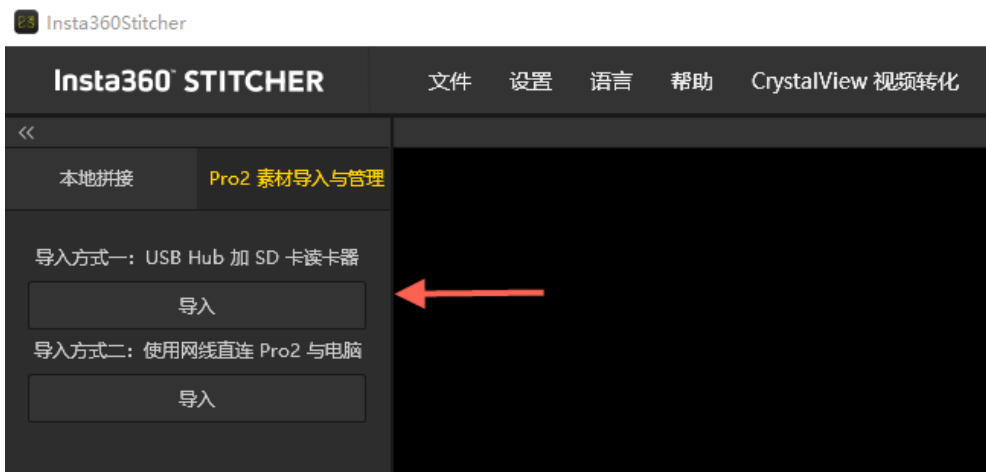 Insta360Stitcher
Insta360™ STITCHER 文件 设置 语言 帮助 CrystalView 视频转化
«
本地拼接 Pro2 素材导入与管理
导入方式一：USB Hub 加 SD 卡读卡器
导入
导入方式二：使用网线直连 Pro2 与电脑
导入